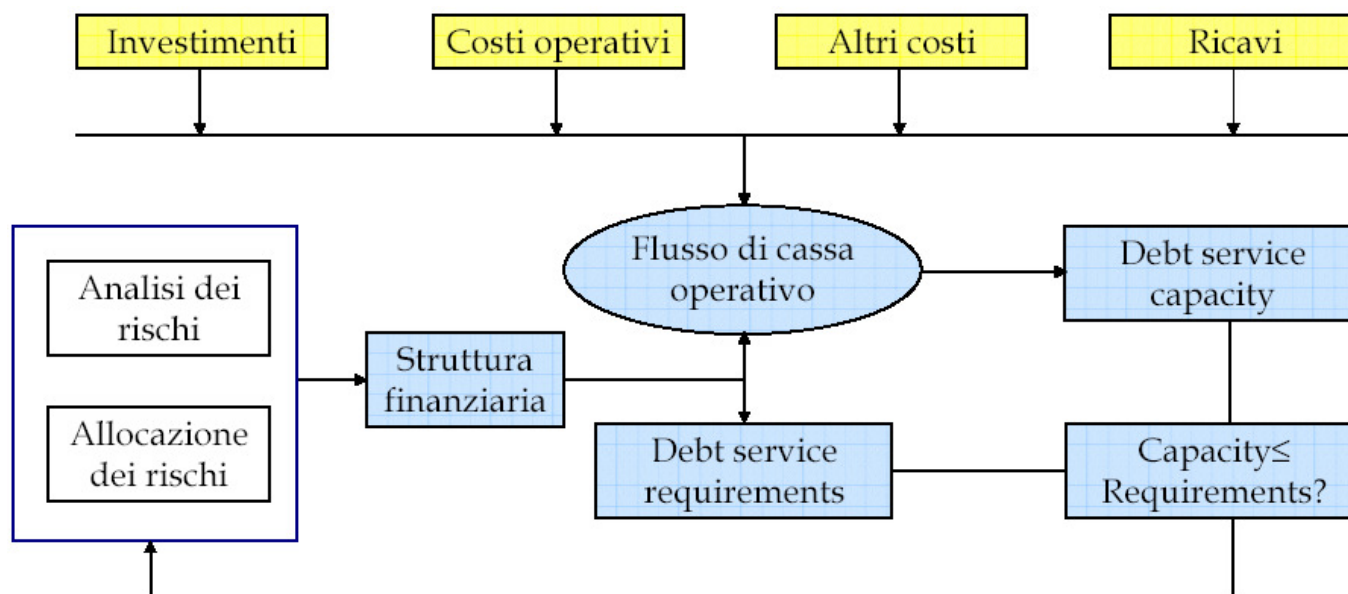 Investimenti
Costi operativi
Altri costi
Ricavi
Flusso di cassa
operativo
Debt service
capacity
Analisi dei
rischi
Struttura
finanziaria
Allocazione
dei rischi
Debt service
requirements
Capacity≤
Requirements?